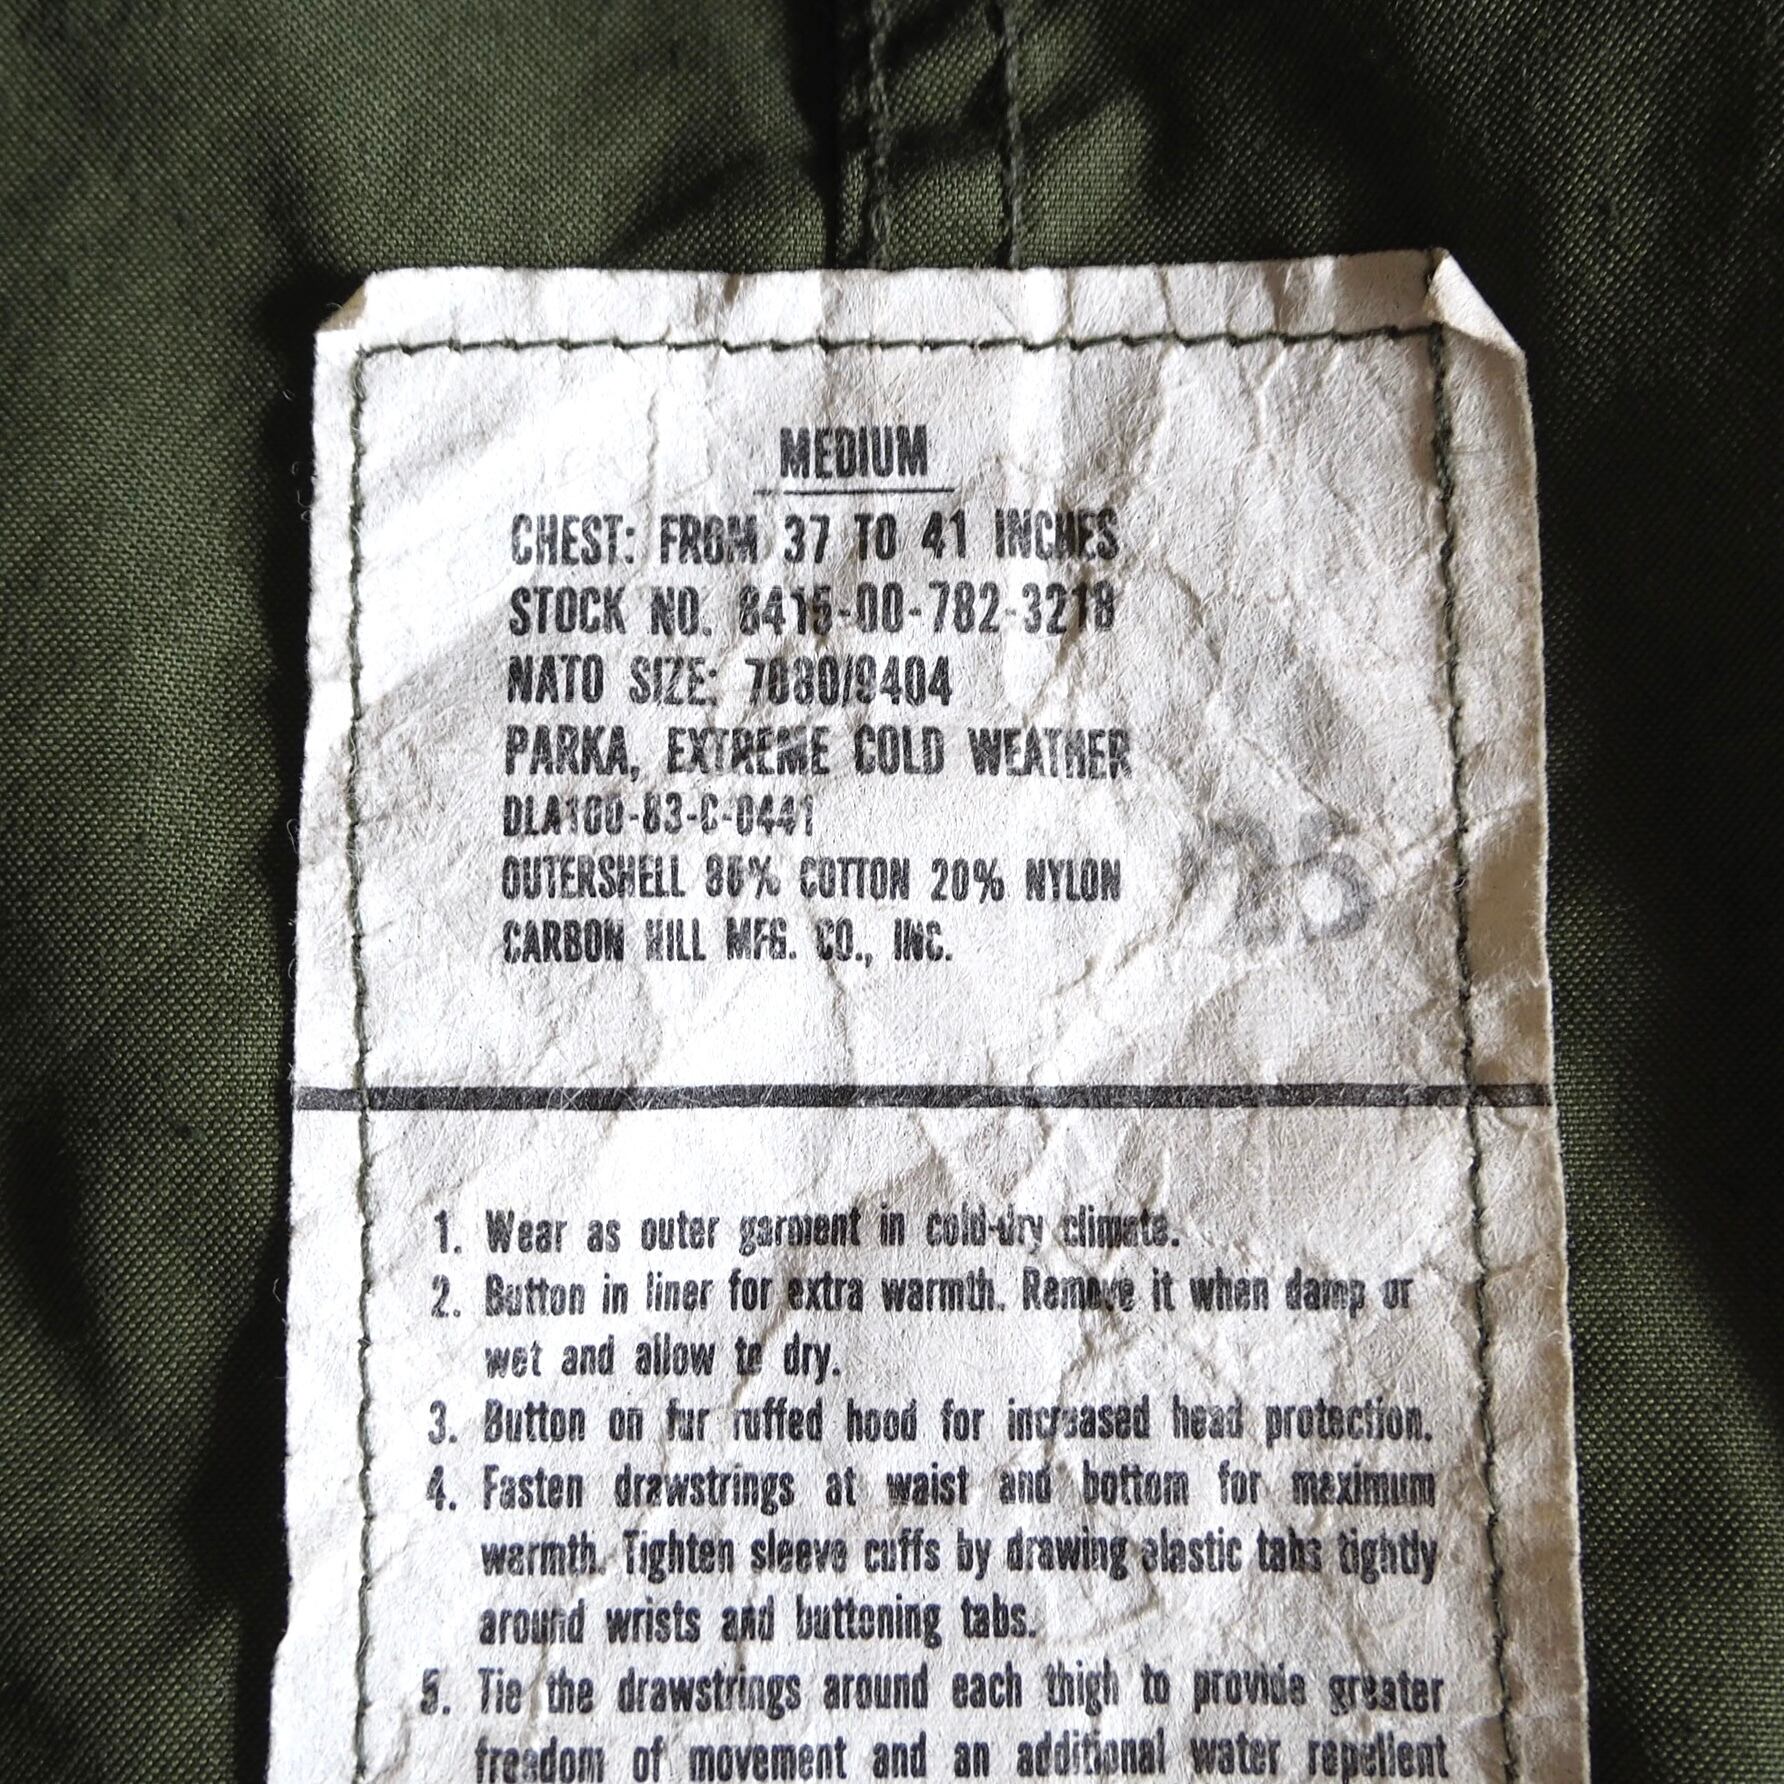 MEDIUM
CHEST: FROM 37 TO 41 INCHES
STOCK NO. 8415-00-782-3218
NATO SIZE: 7080/9404
PARKA, EXTREME COLD WEATHER
DLA100-83-C-0441
OUTERSHELL 80% COTTON 20% NYLON
CARBON HILL MFG. CO., INC.
1. Wear as outer garment in cold-dry climate.
2. Button in liner for extra warmth. Remove it when damp or
wet and allow to dry.
3. Button on fur ruffed hood for increased head protection.
4. Fasten drawstrings at waist and bottom for maximum
warmth. Tighten sleeve cuffs by drawing elastic tabs tightly
around wrists and buttoning tabs.
5. Tie the drawstrings around each thigh to provide greater
freedom of movement and an additional water repellent